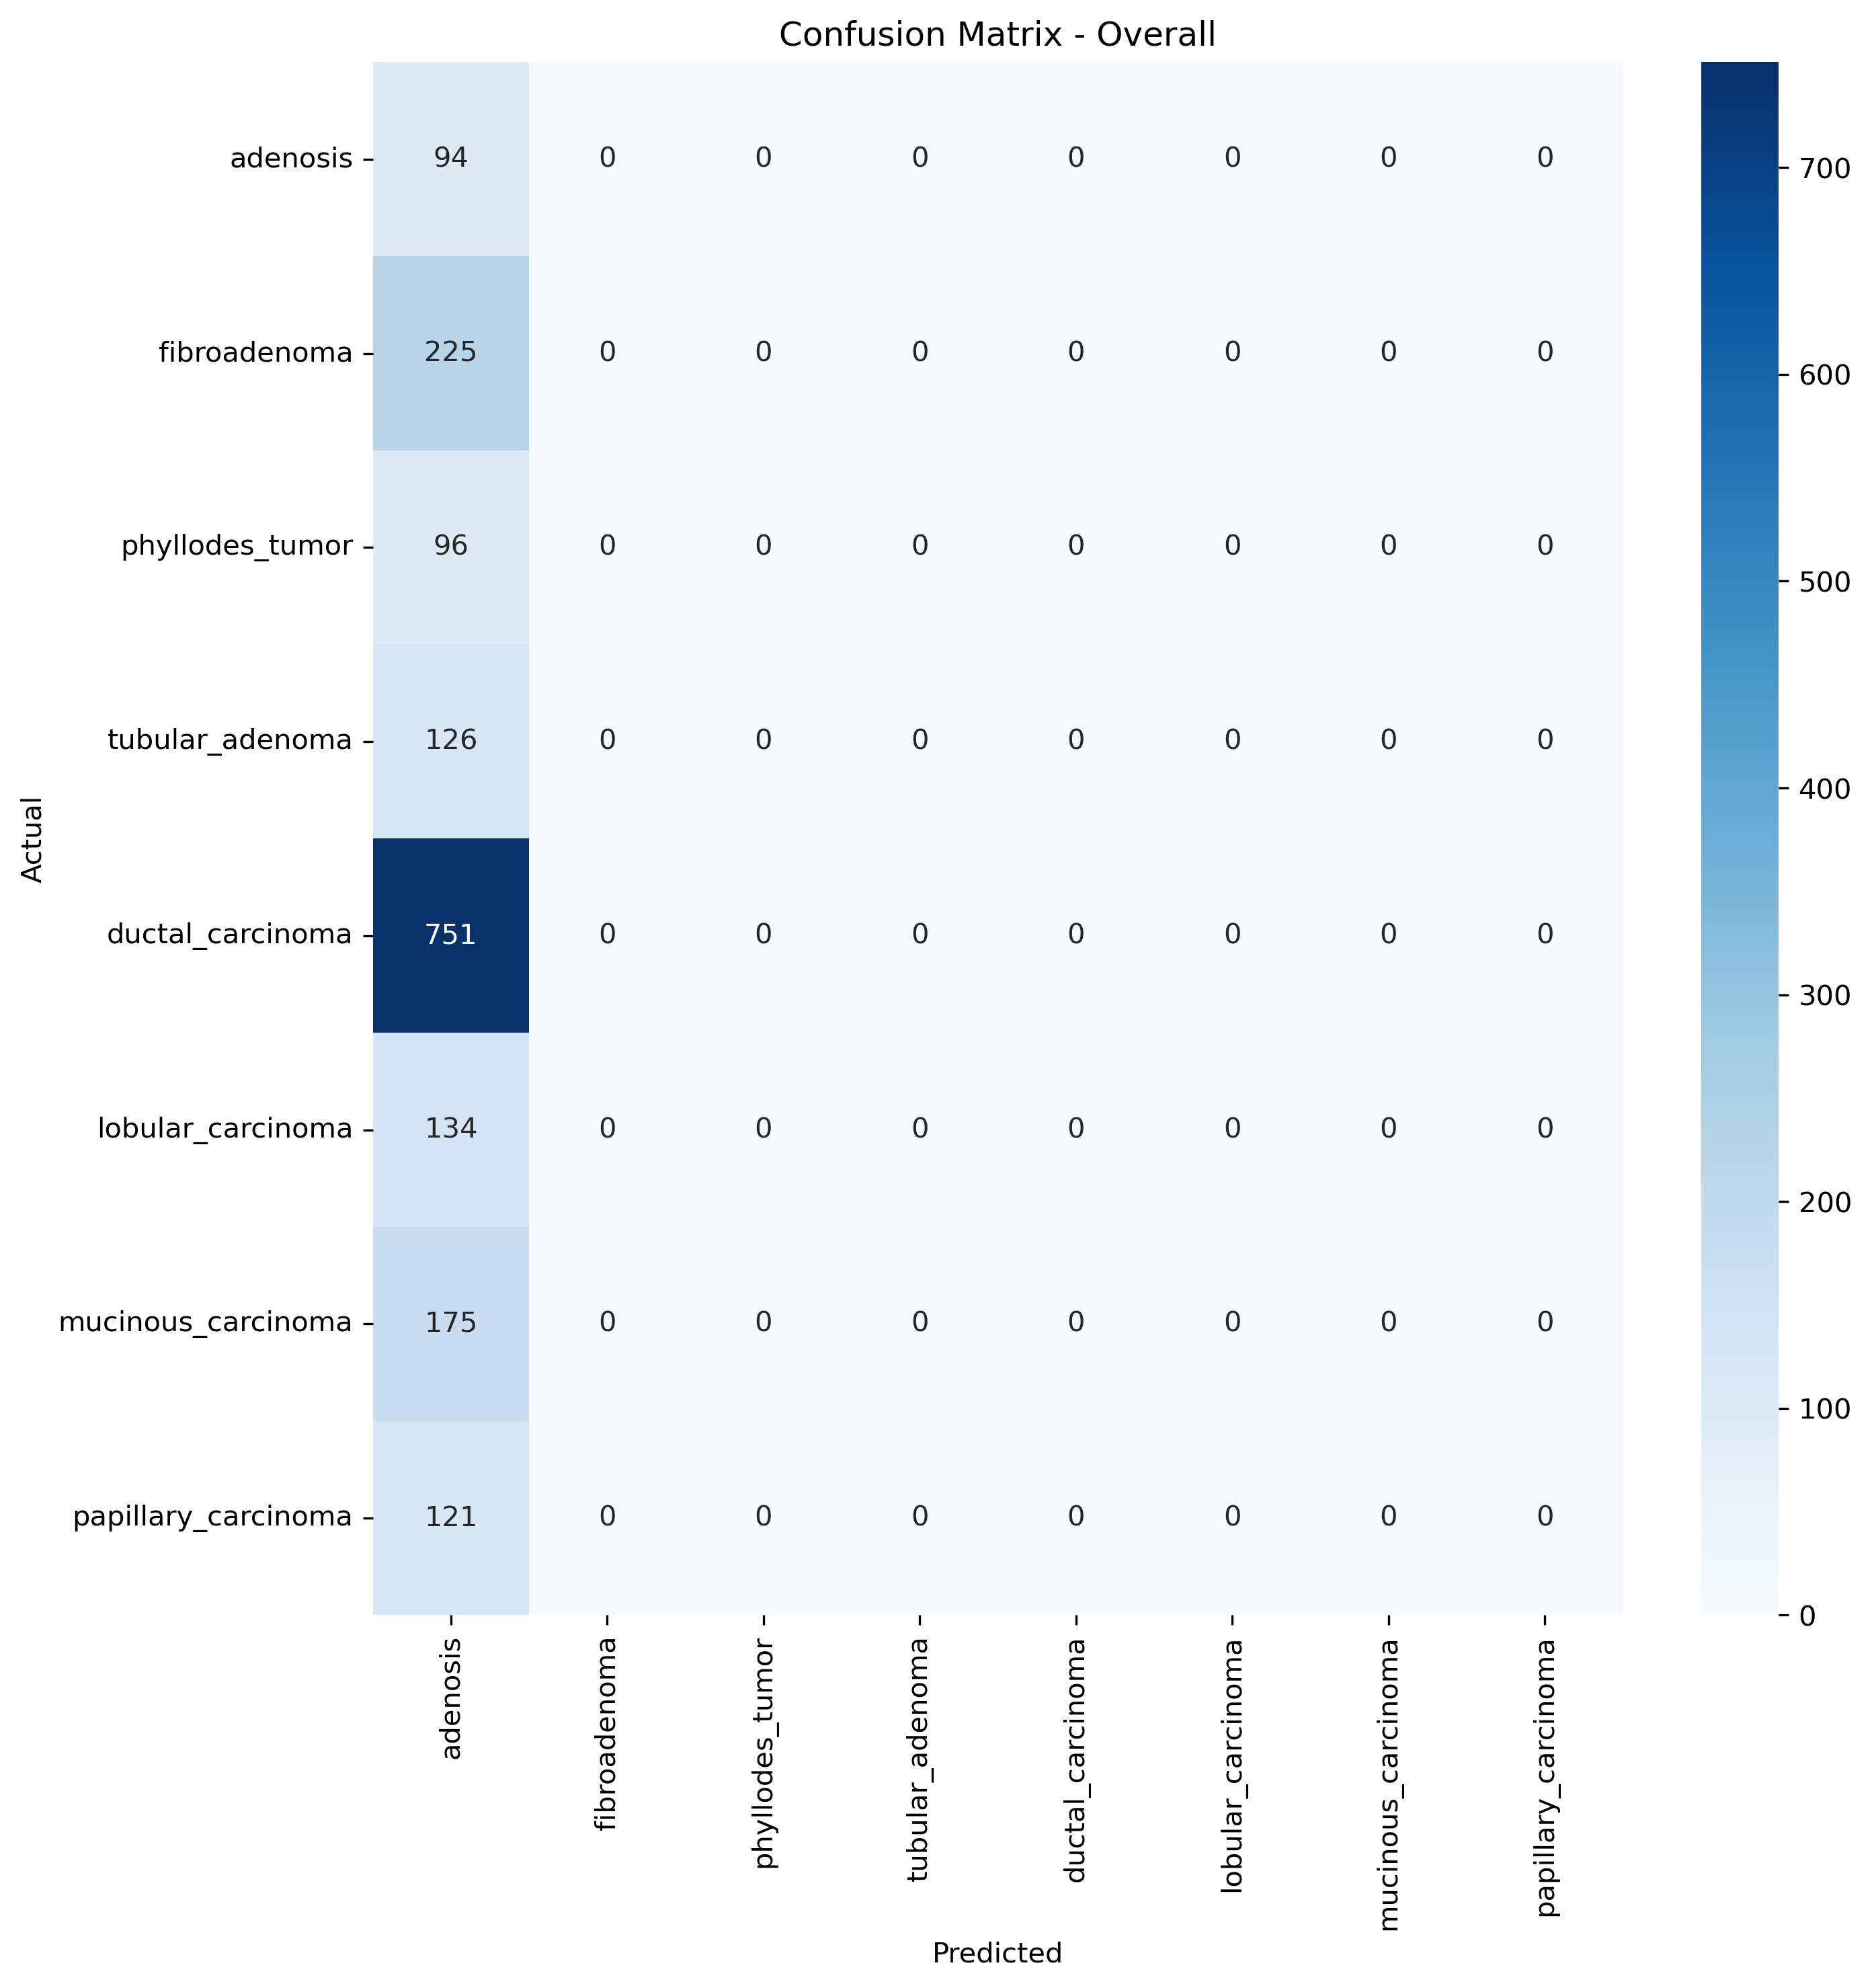 Confusion Matrix - Overall
Actual
adenosis 94 0 0 0 0 0 0 0
fibroadenoma 225 0 0 0 0 0 0 0
phyllodes_tumor 96 0 0 0 0 0 0 0
tubular_adenoma 126 0 0 0 0 0 0 0
ductal_carcinoma 751 0 0 0 0 0 0 0
lobular_carcinoma 134 0 0 0 0 0 0 0
mucinous_carcinoma 175 0 0 0 0 0 0 0
papillary_carcinoma 121 0 0 0 0 0 0 0
adenosis
fibroadenoma
phyllodes_tumor
tubular_adenoma
ductal_carcinoma
lobular_carcinoma
mucinous_carcinoma
papillary_carcinoma
Predicted
700
600
500
400
300
200
100
0